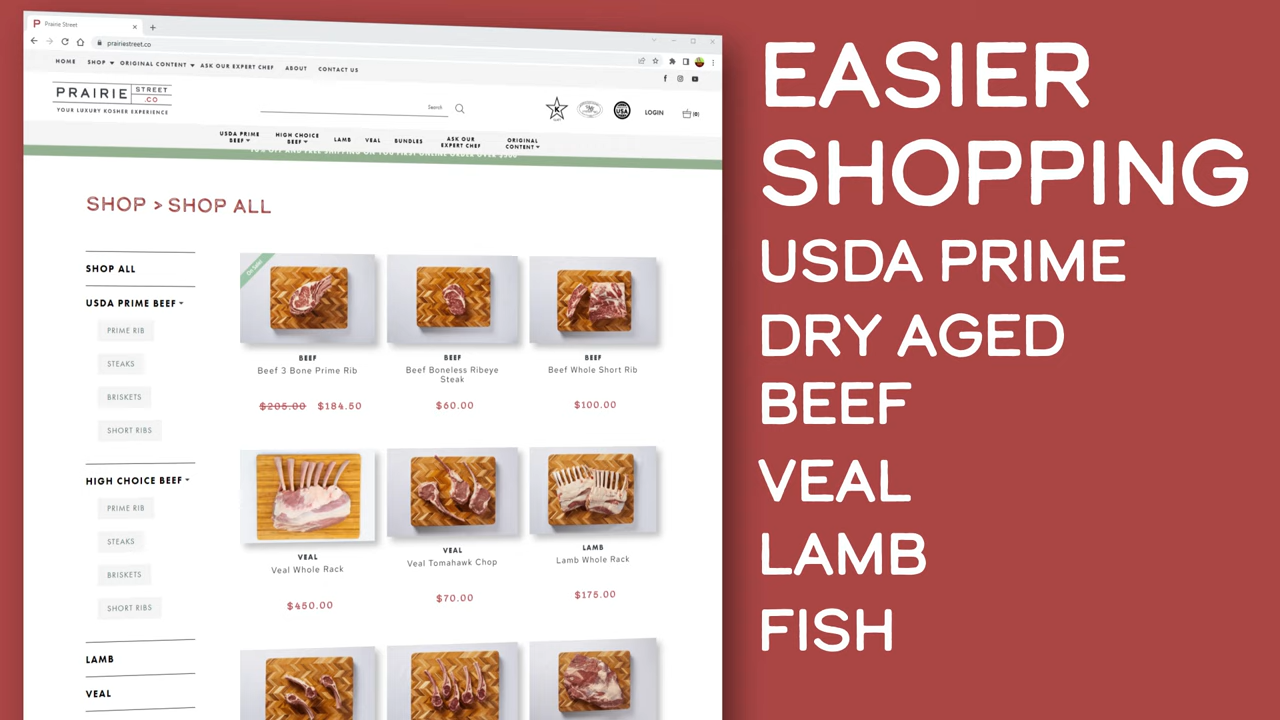 Prairie Street
prairiestreet.co
HOME SHOP ORIGINAL CONTENT ASK OUR EXPERT CHEF ABOUT CONTACT US
PRAIRIE STREET .CO
YOUR LUXURY KOSHER EXPERIENCE
Search
LOGIN
(0)
USDA PRIME BEEF HIGH CHOICE BEEF LAMB VEAL BUNDLES ASK OUR EXPERT CHEF ORIGINAL CONTENT
SHOP > SHOP ALL
SHOP ALL
USDA PRIME BEEF
PRIME RIB
STEAKS
BRISKETS
SHORT RIBS
HIGH CHOICE BEEF
PRIME RIB
STEAKS
BRISKETS
SHORT RIBS
LAMB
VEAL
On Sale!
BEEF
Beef 3 Bone Prime Rib
$205.00 $184.50
BEEF
Beef Boneless Ribeye
Steak
$60.00
BEEF
Beef Whole Short Rib
$100.00
VEAL
Veal Whole Rack
$450.00
VEAL
Veal Tomahawk Chop
$70.00
LAMB
Lamb Whole Rack
$175.00
EASIER
SHOPPING
USDA PRIME
DRY AGED
BEEF
VEAL
LAMB
FISH